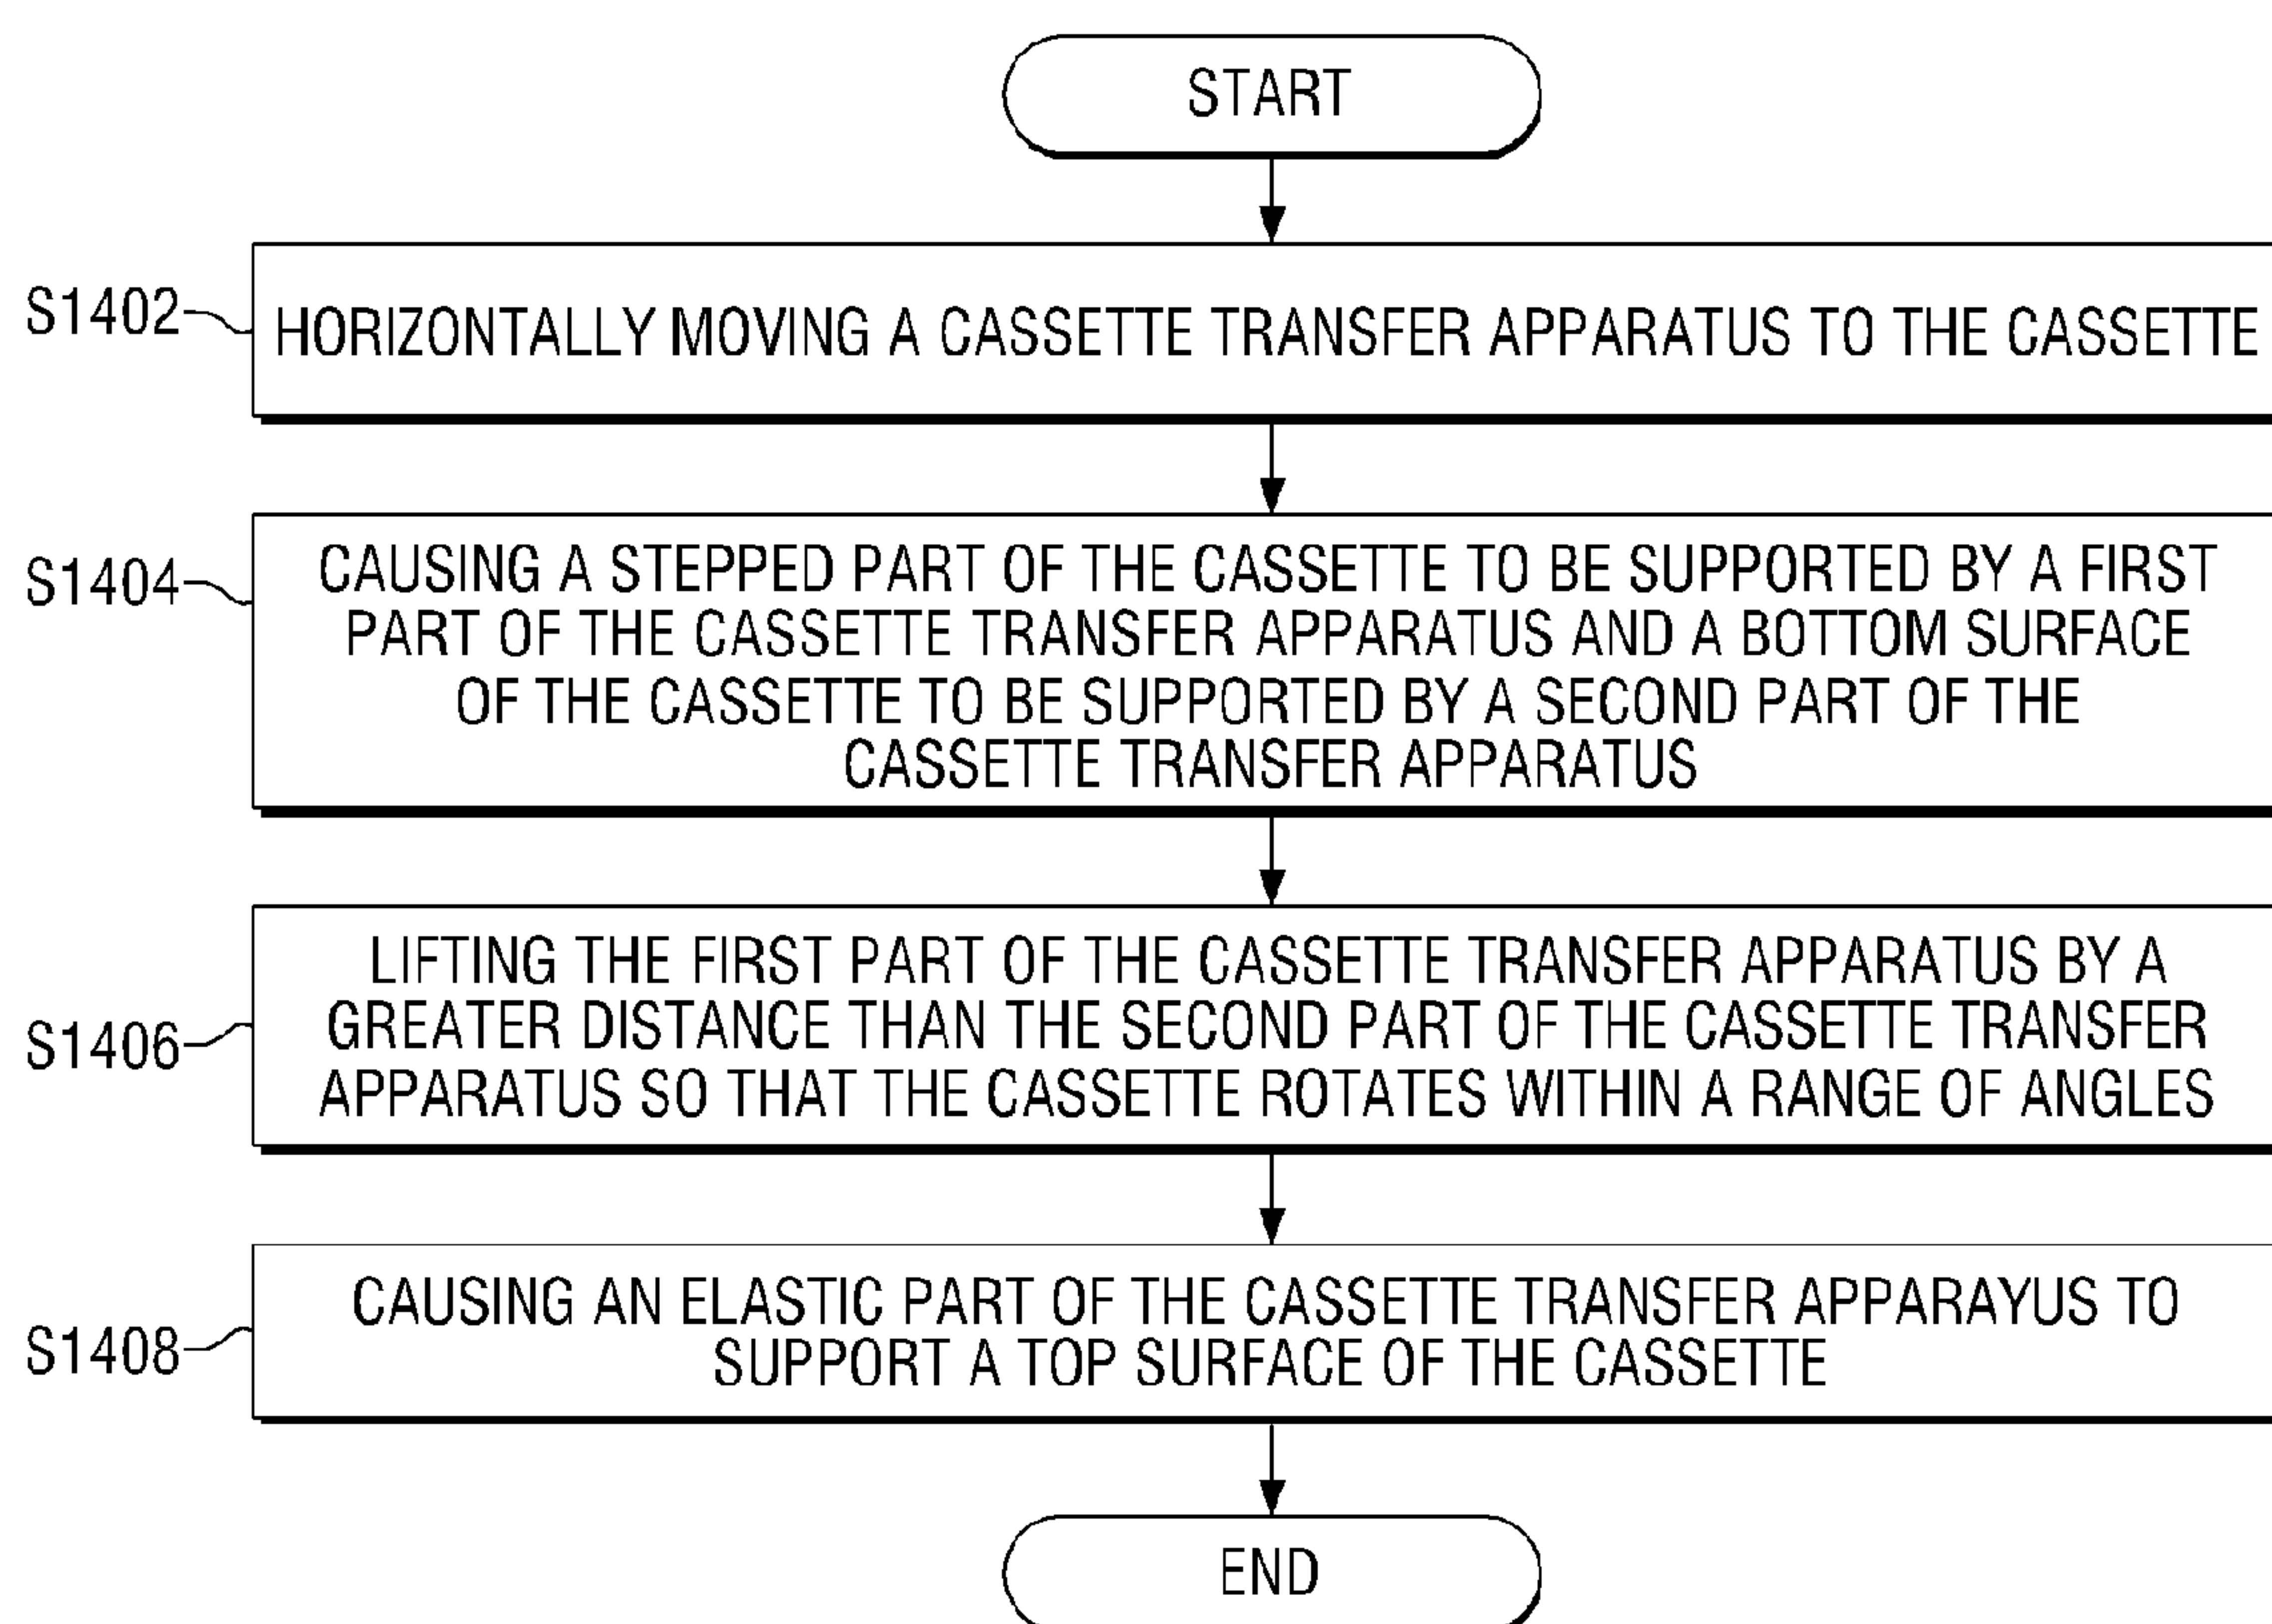 START
S1402
HORIZONTALLY MOVING A CASSETTE TRANSFER APPARATUS TO THE CASSETTE
S1404
CAUSING A STEPPED PART OF THE CASSETTE TO BE SUPPORTED BY A FIRST
PART OF THE CASSETTE TRANSFER APPARATUS AND A BOTTOM SURFACE
OF THE CASSETTE TO BE SUPPORTED BY A SECOND PART OF THE
CASSETTE TRANSFER APPARATUS
S1406
LIFTING THE FIRST PART OF THE CASSETTE TRANSFER APPARATUS BY A
GREATER DISTANCE THAN THE SECOND PART OF THE CASSETTE TRANSFER
APPARATUS SO THAT THE CASSETTE ROTATES WITHIN A RANGE OF ANGLES
S1408
CAUSING AN ELASTIC PART OF THE CASSETTE TRANSFER APPARAYUS TO
SUPPORT A TOP SURFACE OF THE CASSETTE
END